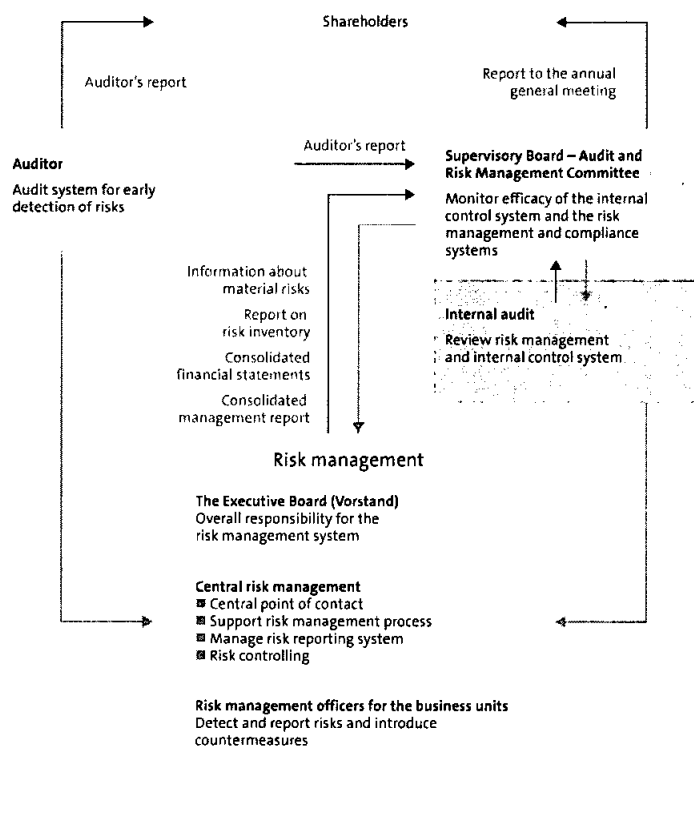 Shareholders
Auditor's report
Report to the annual
general meeting
Auditor's report
Auditor
Audit system for early
detection of risks
Supervisory Board – Audit and
Risk Management Committee
Monitor efficacy of the internal
control system and the risk
management and compliance
systems
Information about
material risks
Report on
risk inventory
Consolidated
financial statements
Consolidated
management report
Internal audit
Review risk management
and internal control system
Risk management
The Executive Board (Vorstand)
Overall responsibility for the
risk management system
Central risk management
Central point of contact
Support risk management process
Manage risk reporting system
Risk controlling
Risk management officers for the business units
Detect and report risks and introduce
countermeasures